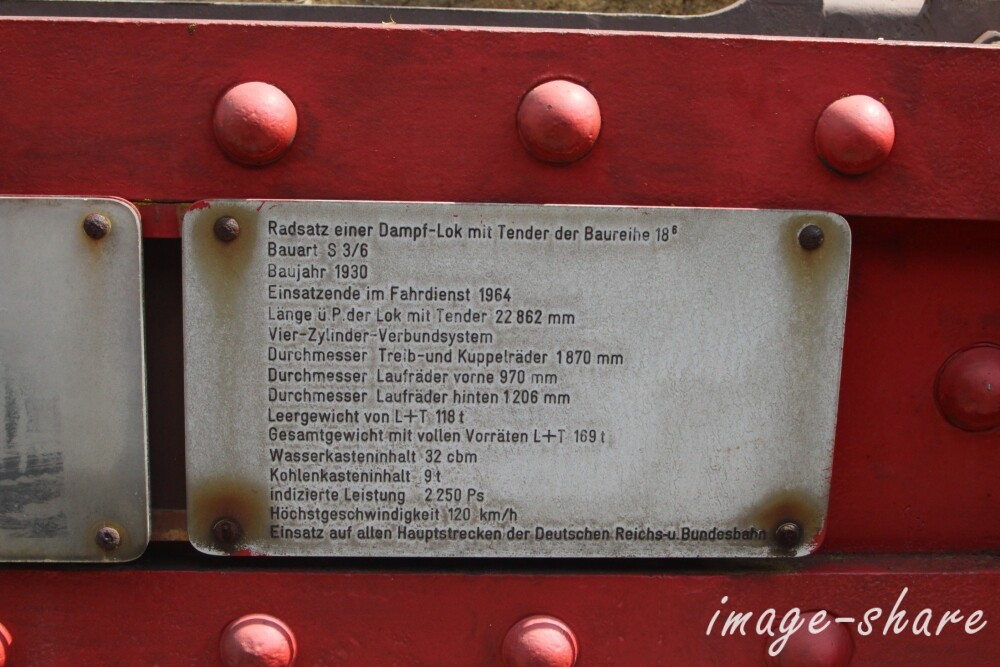 Radsatz einer Dampf-Lok mit Tender der Baureihe 18⁶
Bauart S 3/6
Baujahr 1930
Einsatzende im Fahrdienst 1964
Länge ü.P. der Lok mit Tender 22 862 mm
Vier-Zylinder-Verbundsystem
Durchmesser Treib-und Kuppelräder 1870 mm
Durchmesser Laufräder vorne 970 mm
Durchmesser Laufräder hinten 1206 mm
Leergewicht von L+T 118 t
Gesamtgewicht mit vollen Vorräten L+T 169 t
Wasserkasteninhalt 32 cbm
Kohlenkasteninhalt 9 t
indizierte Leistung 2 250 Ps
Höchstgeschwindigkeit 120 km/h
Einsatz auf allen Hauptstrecken der Deutschen Reichs-u. Bundesbahn
image-share